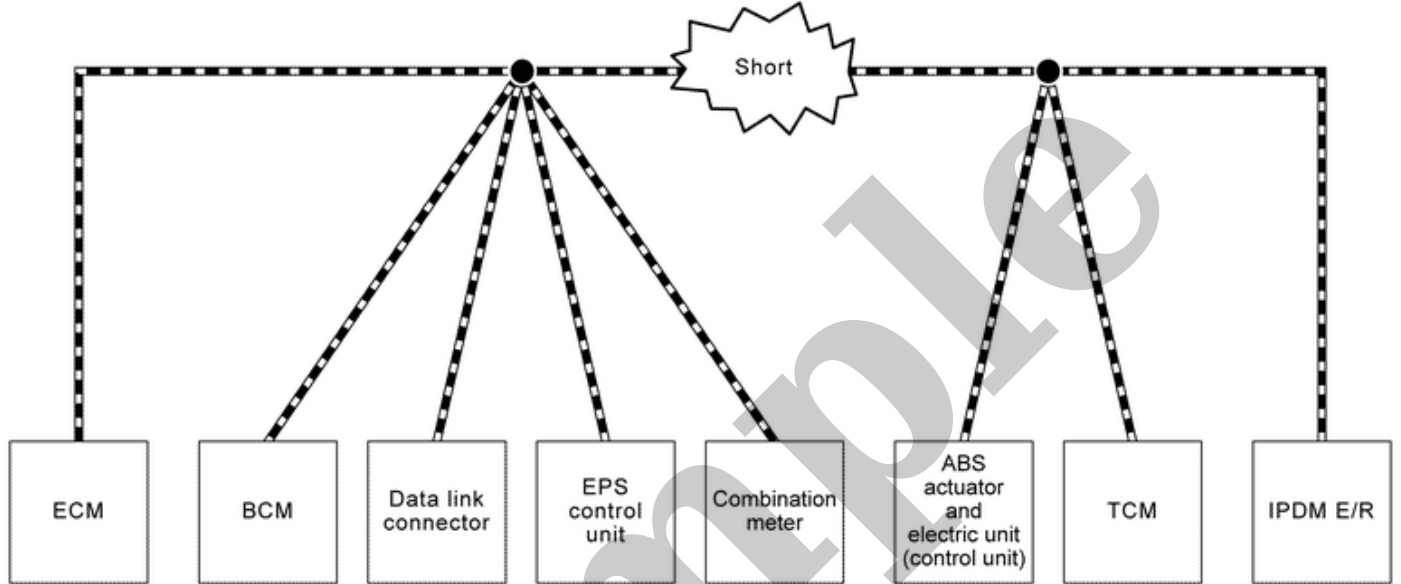 Short
ECM
BCM
Data link
connector
EPS
control
unit
Combination
meter
ABS
actuator
and
electric unit
(control unit)
TCM
IPDM E/R
mple